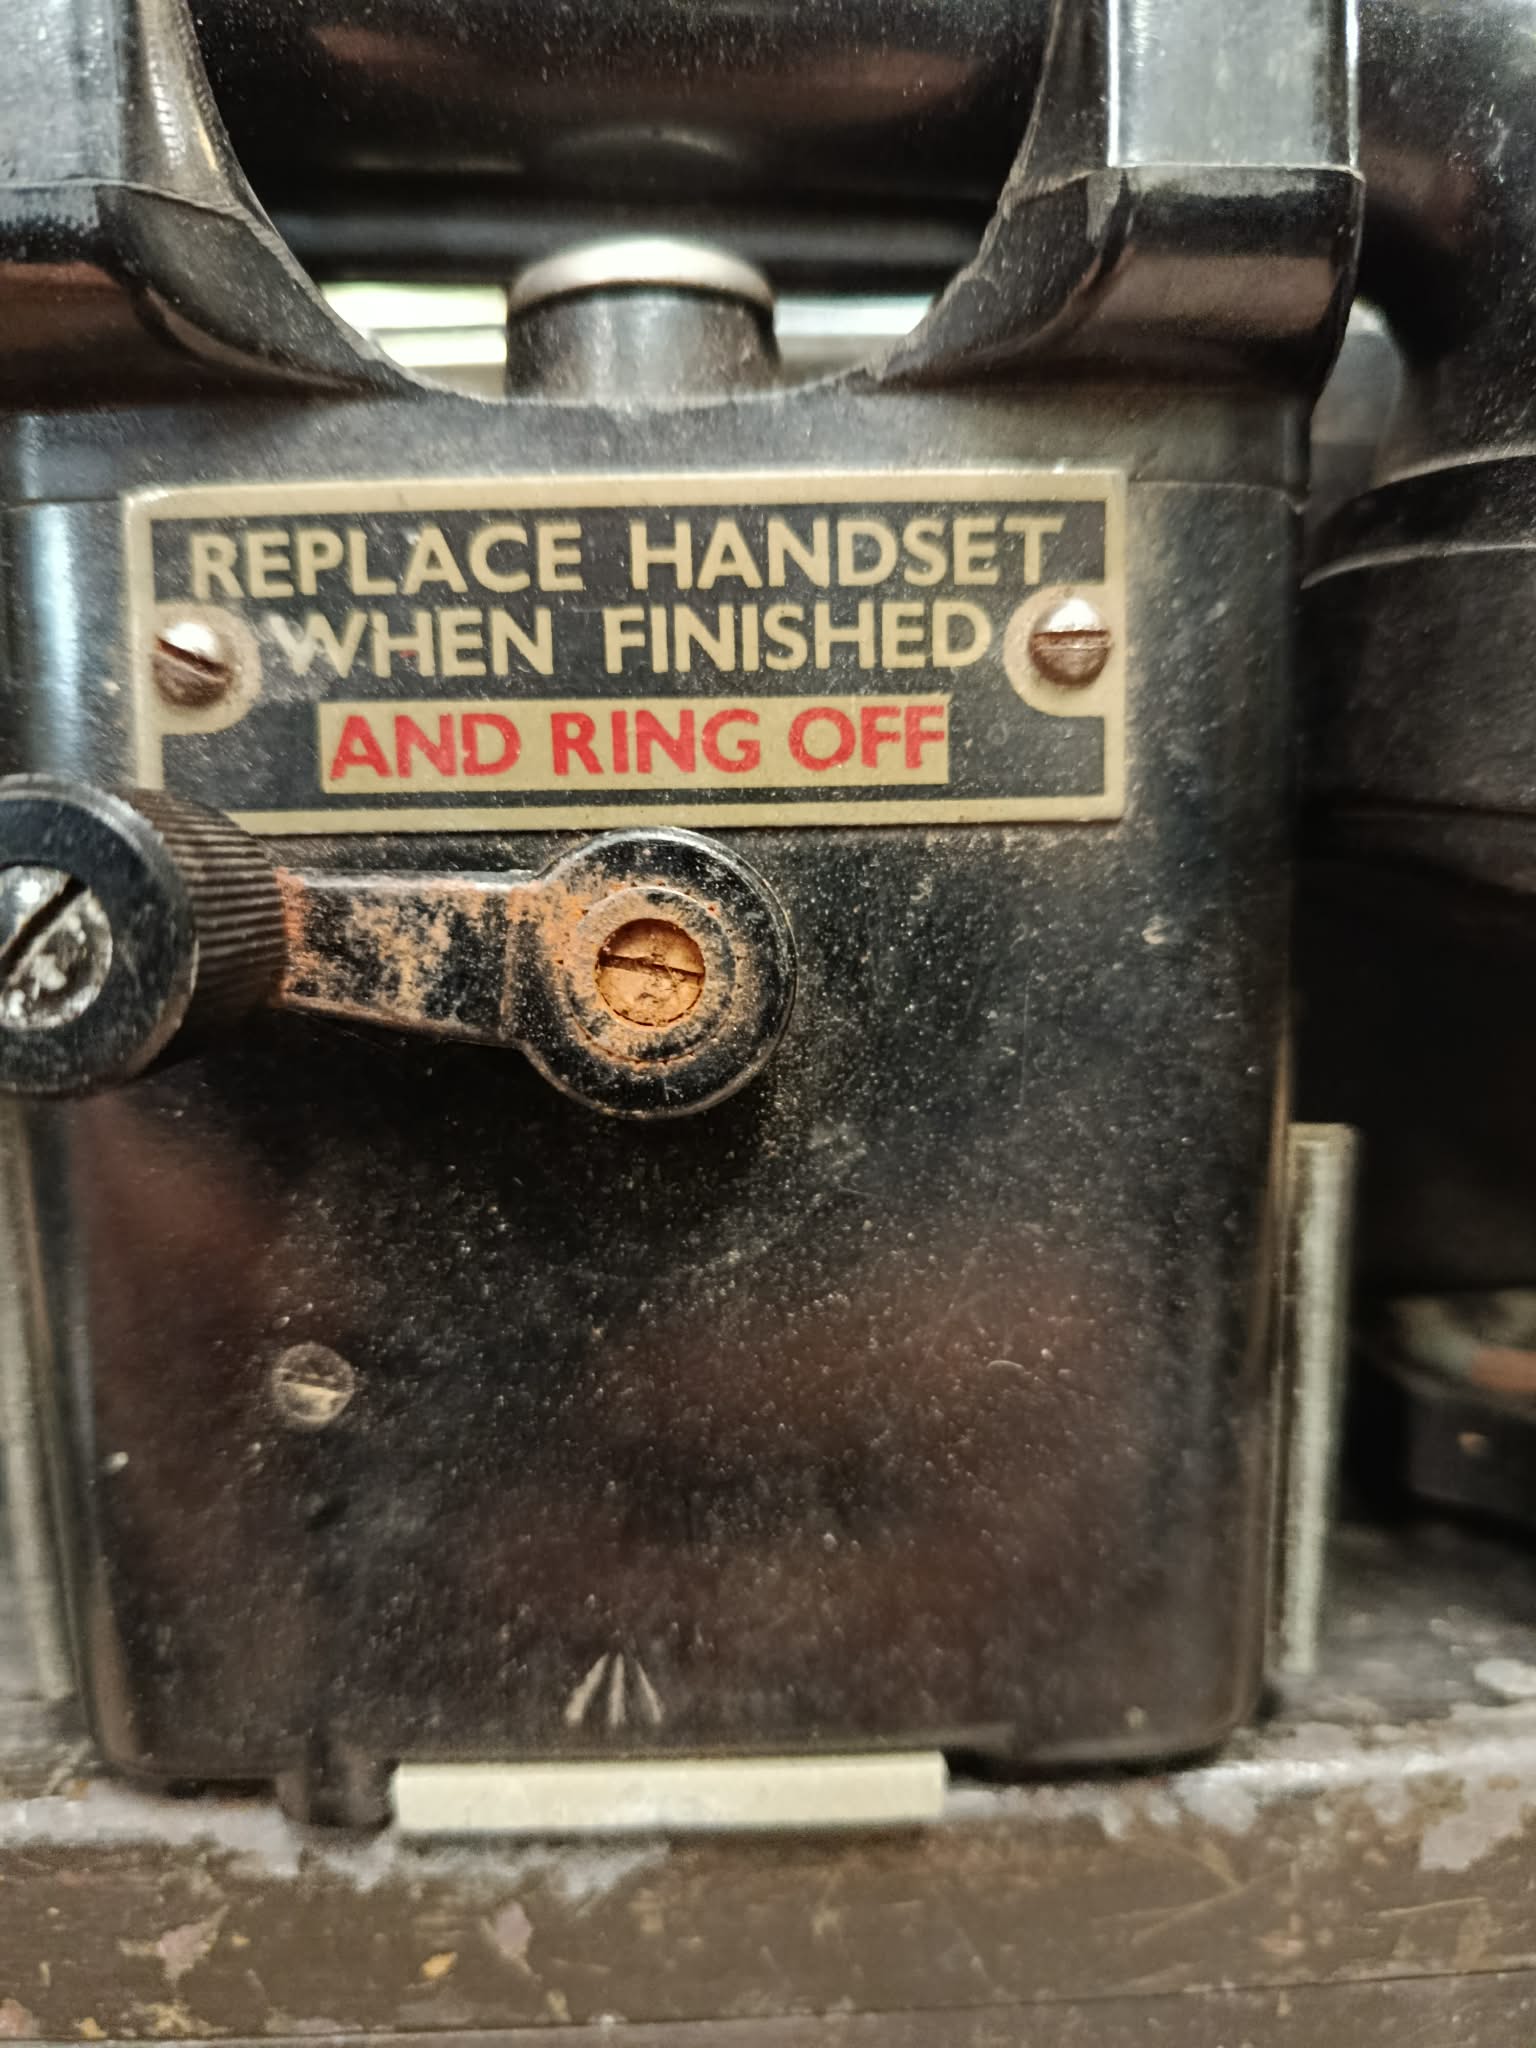 REPLACE HANDSET
WHEN FINISHED
AND RING OFF